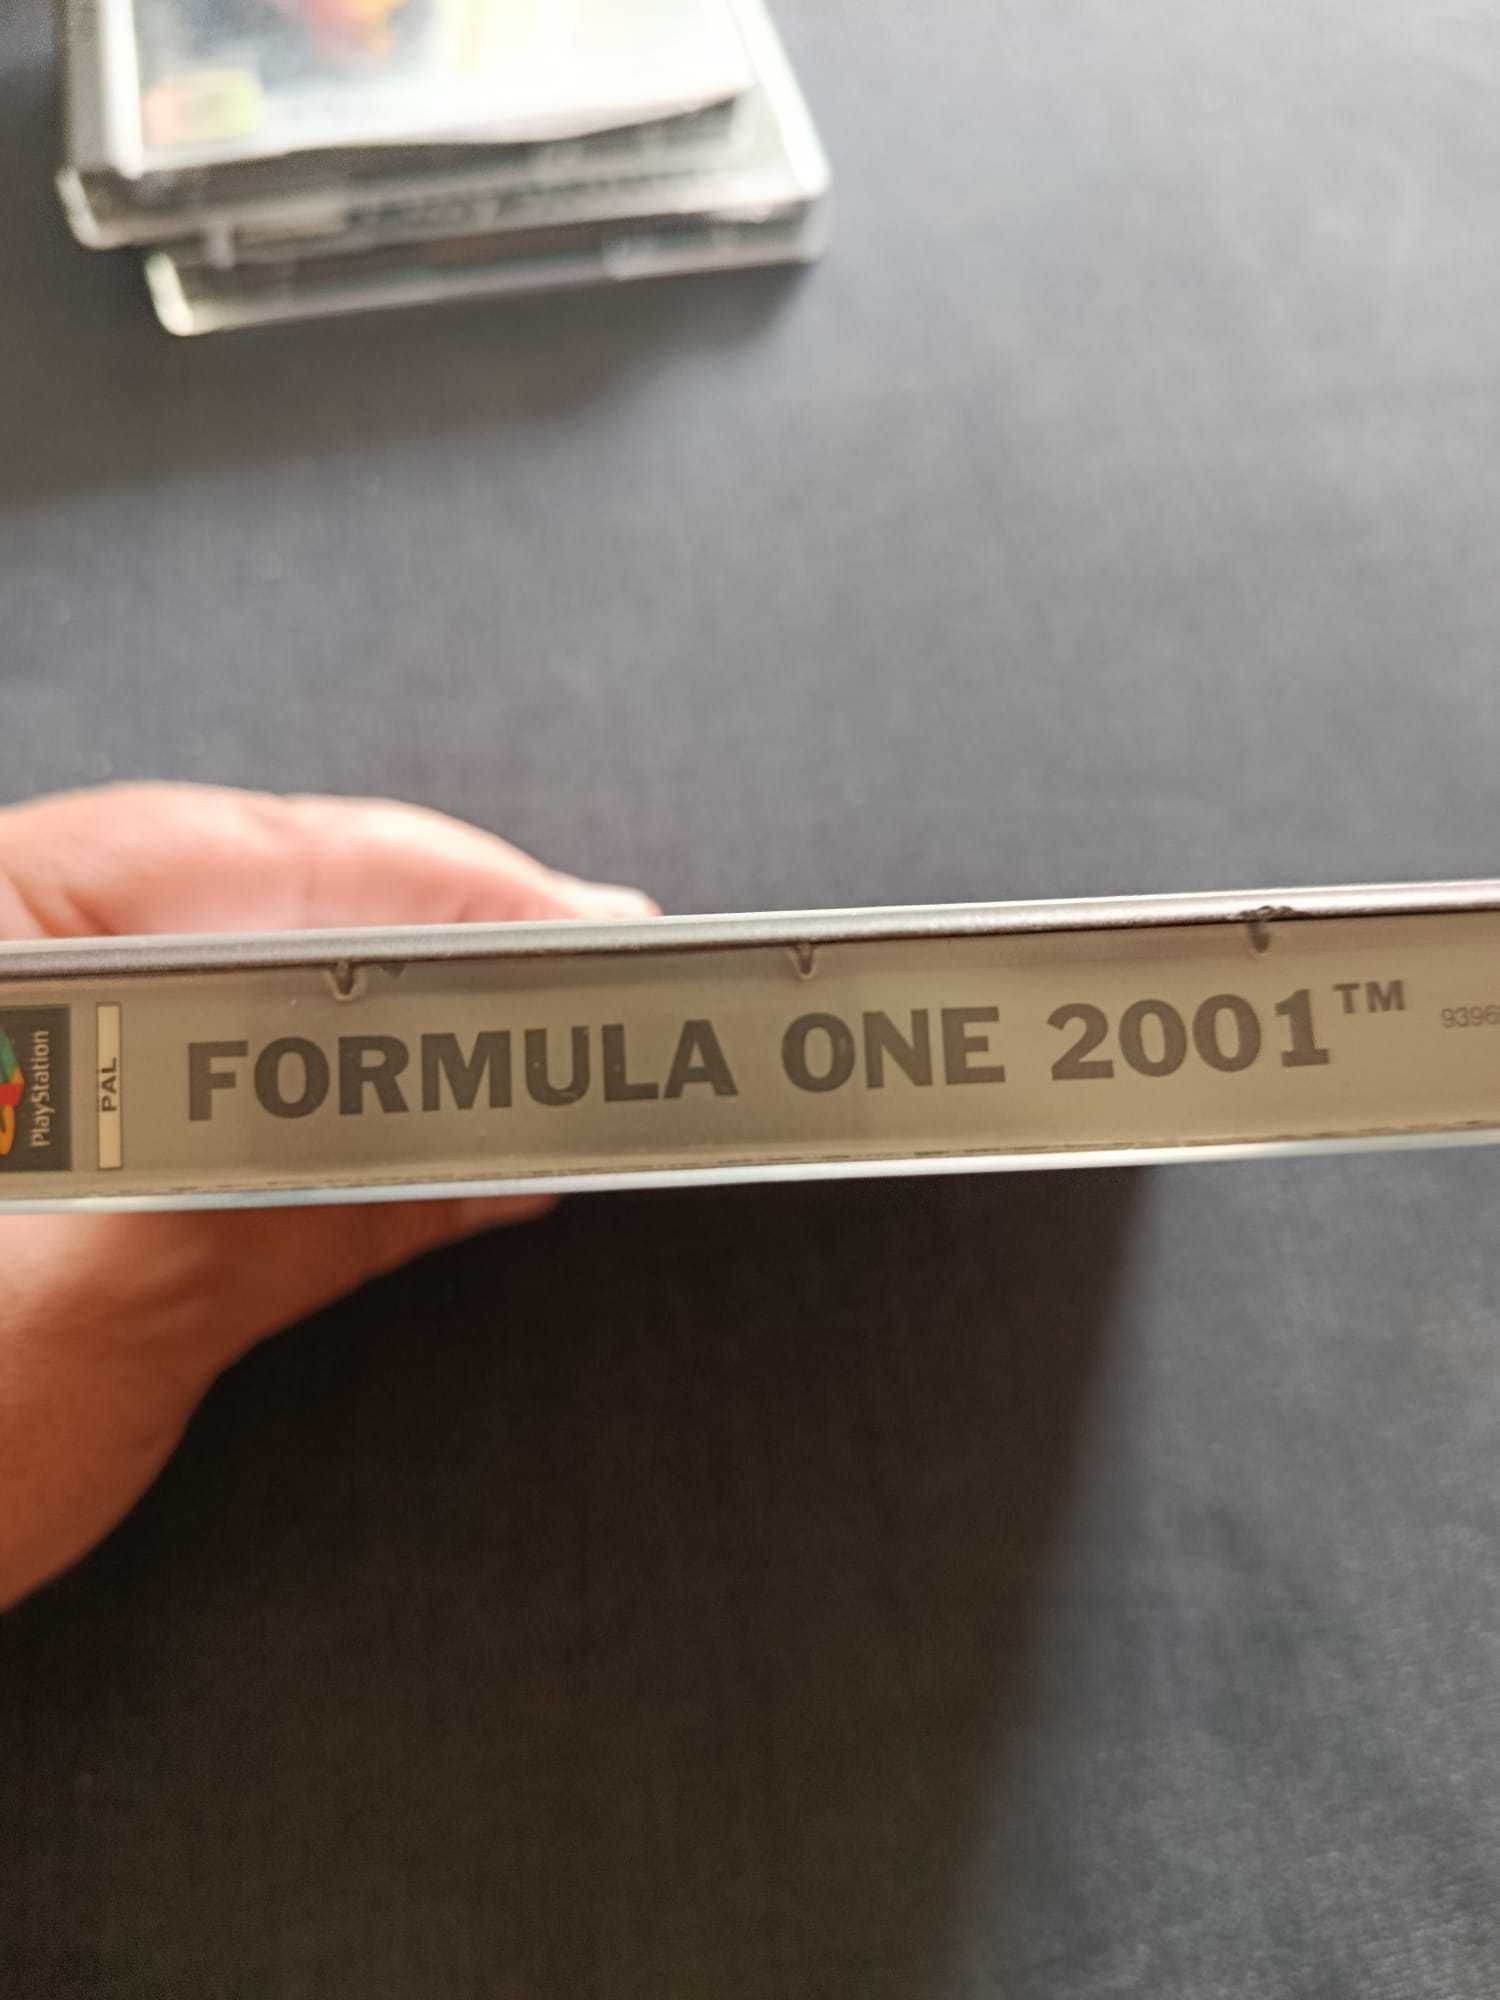 PlayStation
PAL
FORMULA ONE 2001™
9396